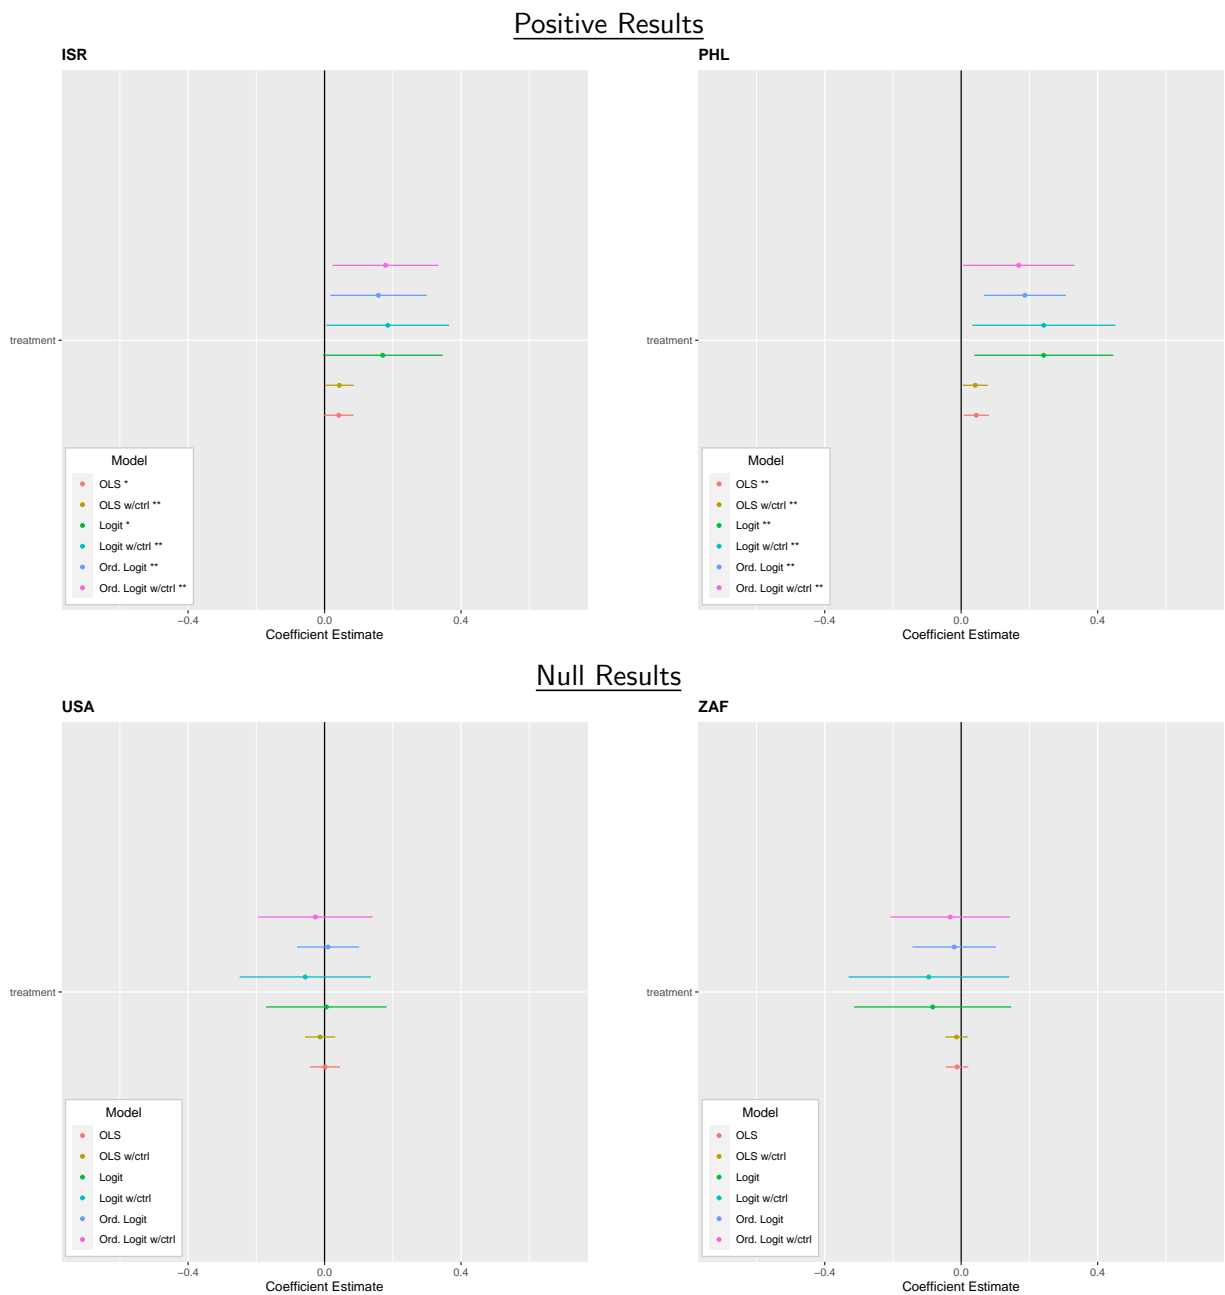 Positive Results
ISR
PHL
treatment
treatment
Model
OLS *
OLS w/ctrl **
Logit *
Logit w/ctrl **
Ord. Logit **
Ord. Logit w/ctrl **
Model
OLS **
OLS w/ctrl **
Logit **
Logit w/ctrl **
Ord. Logit **
Ord. Logit w/ctrl **
−0.4 0.0 0.4
Coefficient Estimate
−0.4 0.0 0.4
Coefficient Estimate
Null Results
USA
ZAF
treatment
treatment
Model
OLS
OLS w/ctrl
Logit
Logit w/ctrl
Ord. Logit
Ord. Logit w/ctrl
Model
OLS
OLS w/ctrl
Logit
Logit w/ctrl
Ord. Logit
Ord. Logit w/ctrl
−0.4 0.0 0.4
Coefficient Estimate
−0.4 0.0 0.4
Coefficient Estimate